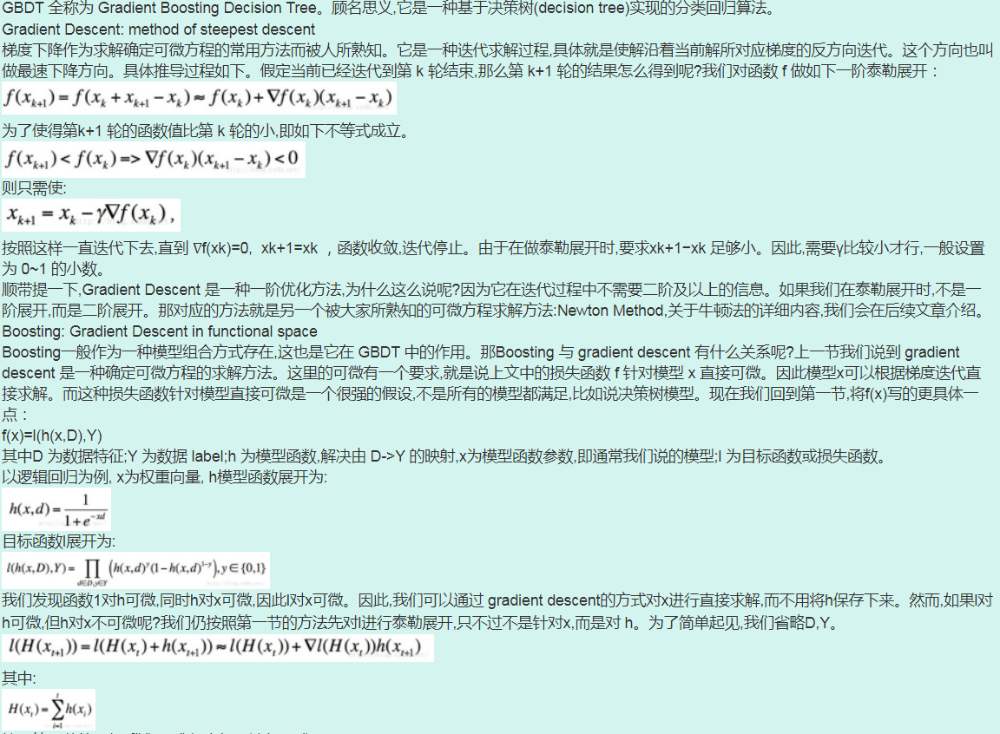 GBDT 全称为 Gradient Boosting Decision Tree。顾名思义,它是一种基于决策树(decision tree)实现的分类回归算法。
Gradient Descent: method of steepest descent
梯度下降作为求解确定可微方程的常用方法而被人所熟知。它是一种迭代求解过程,具体就是使解沿着当前解所对应梯度的反方向迭代。这个方向也叫
做最速下降方向。具体推导过程如下。假定当前已经迭代到第 k 轮结束,那么第 k+1 轮的结果怎么得到呢?我们对函数 f 做如下一阶泰勒展开：
f(x_{k+1}) = f(x_k + x_{k+1} − x_k) ≈ f(x_k) + ∇f(x_k)(x_{k+1} − x_k)
为了使得第k+1 轮的函数值比第 k 轮的小,即如下不等式成立。
f(x_{k+1}) < f(x_k) => ∇f(x_k)(x_{k+1} − x_k) < 0
则只需使:
x_{k+1} = x_k − γ∇f(x_k),
按照这样一直迭代下去,直到 ∇f(xk)=0, xk+1=xk ，函数收敛,迭代停止。由于在做泰勒展开时,要求xk+1−xk 足够小。因此,需要γ比较小才行,一般设置
为 0~1 的小数。
顺带提一下,Gradient Descent 是一种一阶优化方法,为什么这么说呢?因为它在迭代过程中不需要二阶及以上的信息。如果我们在泰勒展开时,不是一
阶展开,而是二阶展开。那对应的方法就是另一个被大家所熟知的可微方程求解方法:Newton Method,关于牛顿法的详细内容,我们会在后续文章介绍。
Boosting: Gradient Descent in functional space
Boosting一般作为一种模型组合方式存在,这也是它在 GBDT 中的作用。那Boosting 与 gradient descent 有什么关系呢?上一节我们说到 gradient
descent 是一种确定可微方程的求解方法。这里的可微有一个要求,就是说上文中的损失函数 f 针对模型 x 直接可微。因此模型x可以根据梯度迭代直
接求解。而这种损失函数针对模型直接可微是一个很强的假设,不是所有的模型都满足,比如说决策树模型。现在我们回到第一节,将f(x)写的更具体一
点：
f(x)=l(h(x,D),Y)
其中D 为数据特征;Y 为数据 label;h 为模型函数,解决由 D->Y 的映射,x为模型函数参数,即通常我们说的模型;l 为目标函数或损失函数。
以逻辑回归为例, x为权重向量, h模型函数展开为:
h(x,d) = 1/(1+e^{−xd})
目标函数l展开为:
l(h(x,D),Y) = ∏_{d∈D,y∈Y} (h(x,d)^y(1−h(x,d)^{1−y}), y∈{0,1}
我们发现函数1对h可微,同时h对x可微,因此l对x可微。因此,我们可以通过 gradient descent的方式对x进行直接求解,而不用将h保存下来。然而,如果l对
h可微,但h对x不可微呢?我们仍按照第一节的方法先对l进行泰勒展开,只不过不是针对x,而是对 h。为了简单起见,我们省略D,Y。
l(H(x_{t+1})) = l(H(x_t) + h(x_{t+1})) ≈ l(H(x_t)) + ∇l(H(x_t))h(x_{t+1})
其中:
H(x_t) = ∑_{i=1}^{t} h(x_i)